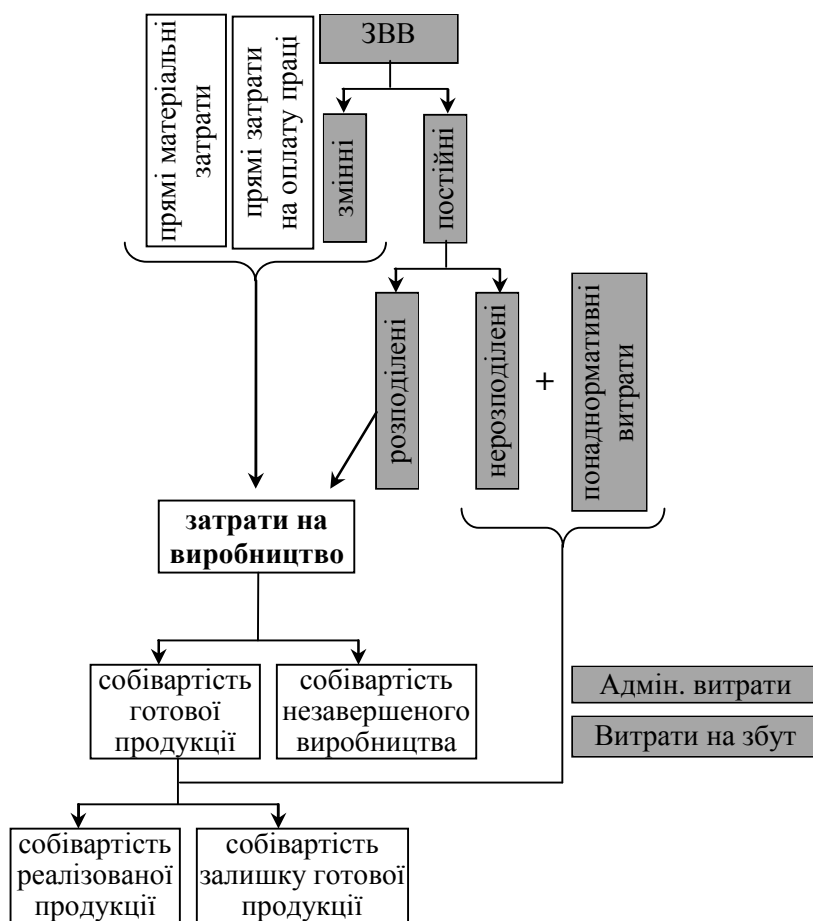 ЗВВ
прямі матеріальні
затрати
прямі затрати
на оплату праці
змінні
постійні
розподілені
нерозподілені
+
понаднормативні
витрати
затрати на
виробництво
собівартість
готової
продукції
собівартість
незавершеного
виробництва
Адмін. витрати
Витрати на збут
собівартість
реалізованої
продукції
собівартість
залишку готової
продукції